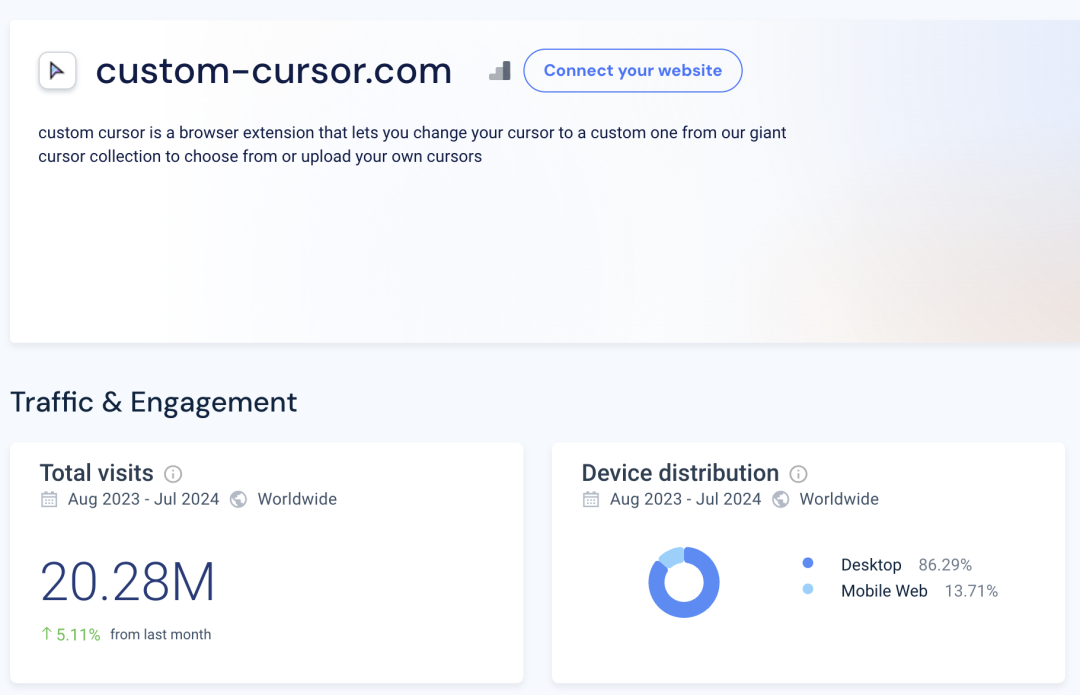 custom-cursor.com
Connect your website
custom cursor is a browser extension that lets you change your cursor to a custom one from our giant
cursor collection to choose from or upload your own cursors
Traffic & Engagement
Total visits
Aug 2023 - Jul 2024 Worldwide
20.28M
↑ 5.11% from last month
Device distribution
Aug 2023 - Jul 2024 Worldwide
Desktop 86.29%
Mobile Web 13.71%